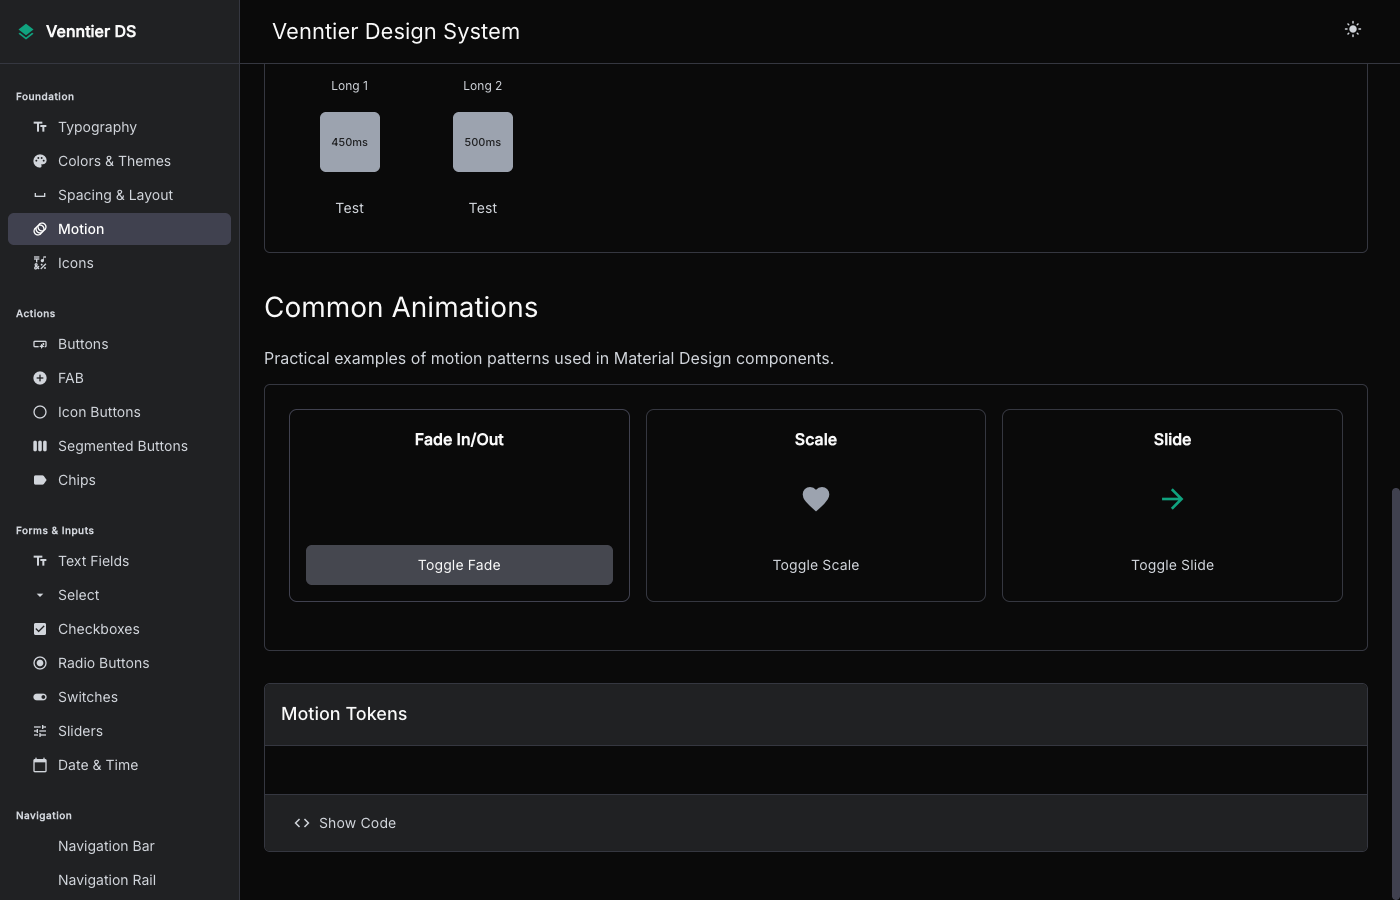 Venntier DS
Foundation
Typography
Colors & Themes
Spacing & Layout
Motion
Icons
Actions
Buttons
FAB
Icon Buttons
Segmented Buttons
Chips
Forms & Inputs
Text Fields
Select
Checkboxes
Radio Buttons
Switches
Sliders
Date & Time
Navigation
Navigation Bar
Navigation Rail
Venntier Design System
Long 1
Long 2
450ms
500ms
Test
Test
Common Animations
Practical examples of motion patterns used in Material Design components.
Fade In/Out
Toggle Fade
Scale
Toggle Scale
Slide
Toggle Slide
Motion Tokens
Show Code